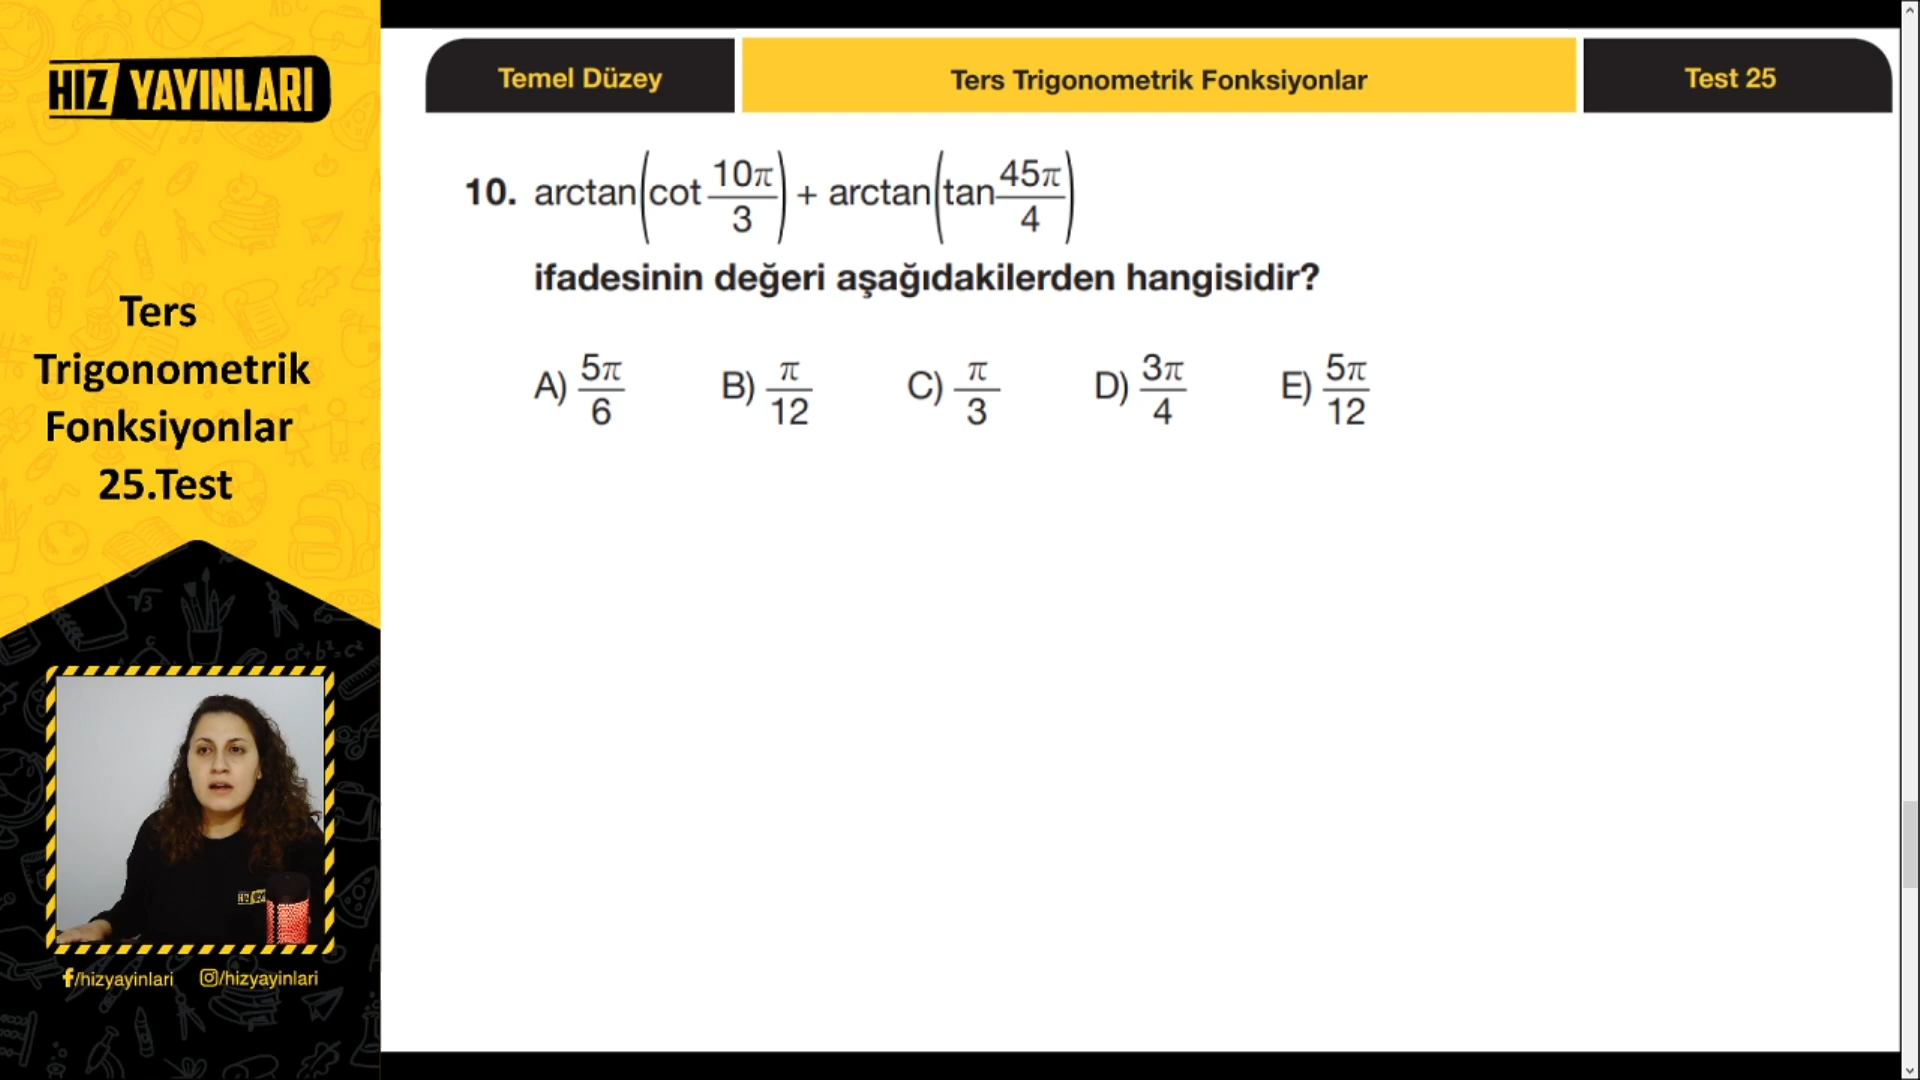 HIZ YAYINLARI
Ters
Trigonometrik
Fonksiyonlar
25.Test
/hizyayinlari /hizyayinlari
Temel Düzey Ters Trigonometrik Fonksiyonlar Test 25
10. arctan(cot 10π/3) + arctan(tan 45π/4)
ifadesinin değeri aşağıdakilerden hangisidir?
A) 5π/6 B) π/12 C) π/3 D) 3π/4 E) 5π/12